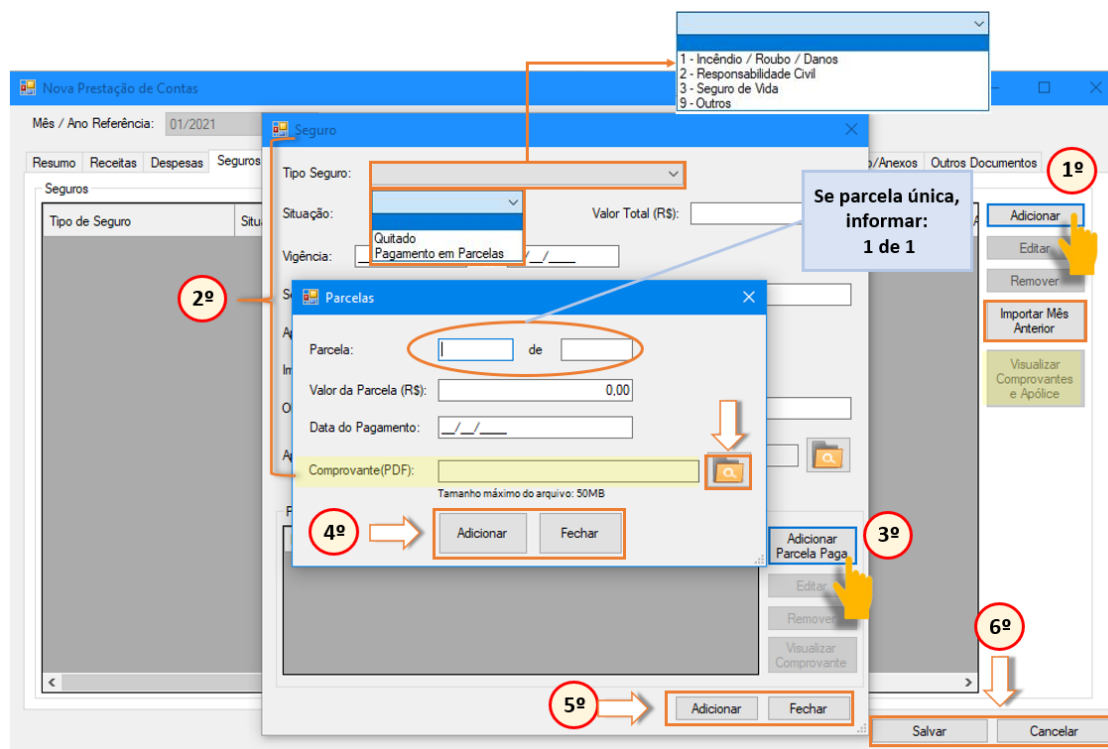 1 - Incêndio / Roubo / Danos
2 - Responsabilidade Civil
3 - Seguro de Vida
9 - Outros
Nova Prestação de Contas
Mês / Ano Referência: 01/2021
Resumo Receitas Despesas Seguros
/Anexos Outros Documentos
1º
Seguros
Tipo de Seguro
Adicionar
Editar
Remover
Importar Mês
Anterior
Visualizar
Comprovantes
e Apólice
2º
Seguro
Tipo Seguro:
Situação:
Valor Total (R$):
Quitado
Pagamento em Parcelas
Vigência: __/__/____
Se parcela única,
informar:
1 de 1
Parcelas
Parcela: de
Valor da Parcela (R$): 0,00
Data do Pagamento: __/__/____
Comprovante(PDF):
Tamanho máximo do arquivo: 50MB
4º
Adicionar Fechar
Adicionar
Parcela Paga
3º
Editar
Remover
Visualizar
Comprovante
5º
Adicionar Fechar
6º
Salvar Cancelar